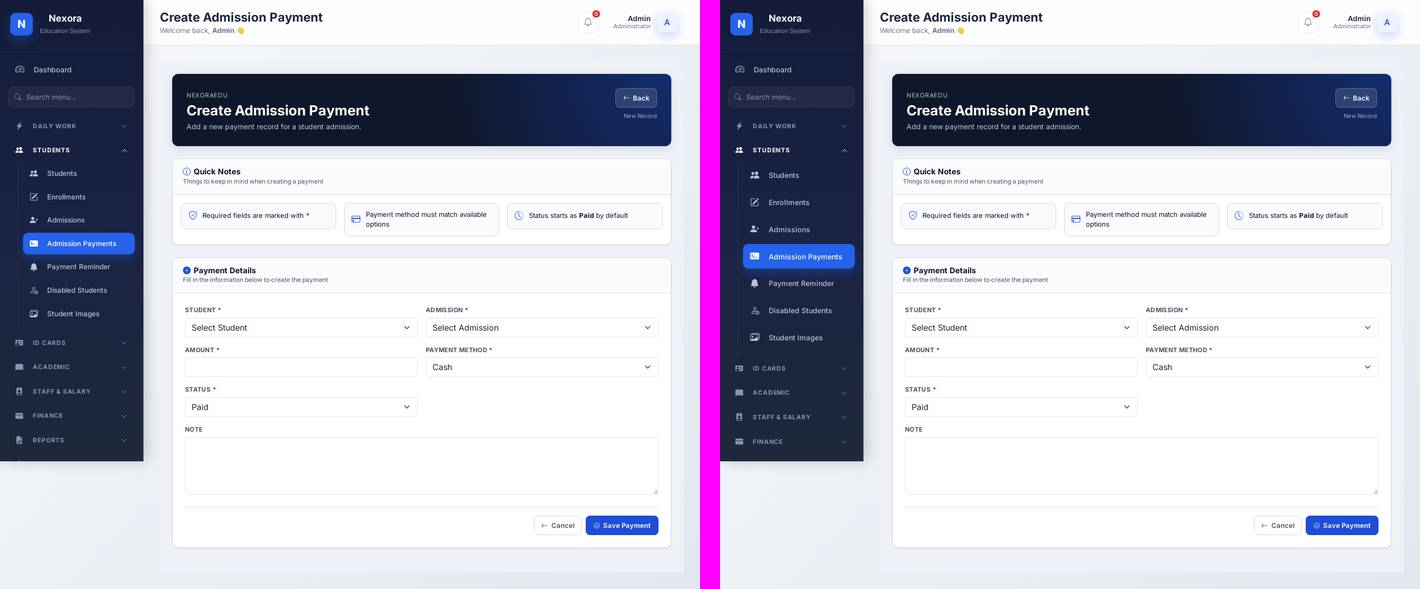 N
Nexora
Education System
Dashboard
Search menu...
DAILY WORK
STUDENTS
Students
Enrollments
Admissions
Admission Payments
Payment Reminder
Disabled Students
Student Images
ID CARDS
ACADEMIC
STAFF & SALARY
FINANCE
REPORTS
Create Admission Payment
Welcome back, Admin 👋
0
Admin
Administrator
A
NEXORAEDU
Create Admission Payment
Add a new payment record for a student admission.
← Back
New Record
Quick Notes
Things to keep in mind when creating a payment
Required fields are marked with *
Payment method must match available
options
Status starts as Paid by default
Payment Details
Fill in the information below to create the payment
STUDENT *
ADMISSION *
Select Student
Select Admission
AMOUNT *
PAYMENT METHOD *
Cash
STATUS *
Paid
NOTE
← Cancel
Save Payment
N
Nexora
Education System
Dashboard
Search menu...
DAILY WORK
STUDENTS
Students
Enrollments
Admissions
Admission Payments
Payment Reminder
Disabled Students
Student Images
ID CARDS
ACADEMIC
STAFF & SALARY
FINANCE
Create Admission Payment
Welcome back, Admin 👋
0
Admin
Administrator
A
NEXORAEDU
Create Admission Payment
Add a new payment record for a student admission.
← Back
New Record
Quick Notes
Things to keep in mind when creating a payment
Required fields are marked with *
Payment method must match available
options
Status starts as Paid by default
Payment Details
Fill in the information below to create the payment
STUDENT *
ADMISSION *
Select Student
Select Admission
AMOUNT *
PAYMENT METHOD *
Cash
STATUS *
Paid
NOTE
← Cancel
Save Payment